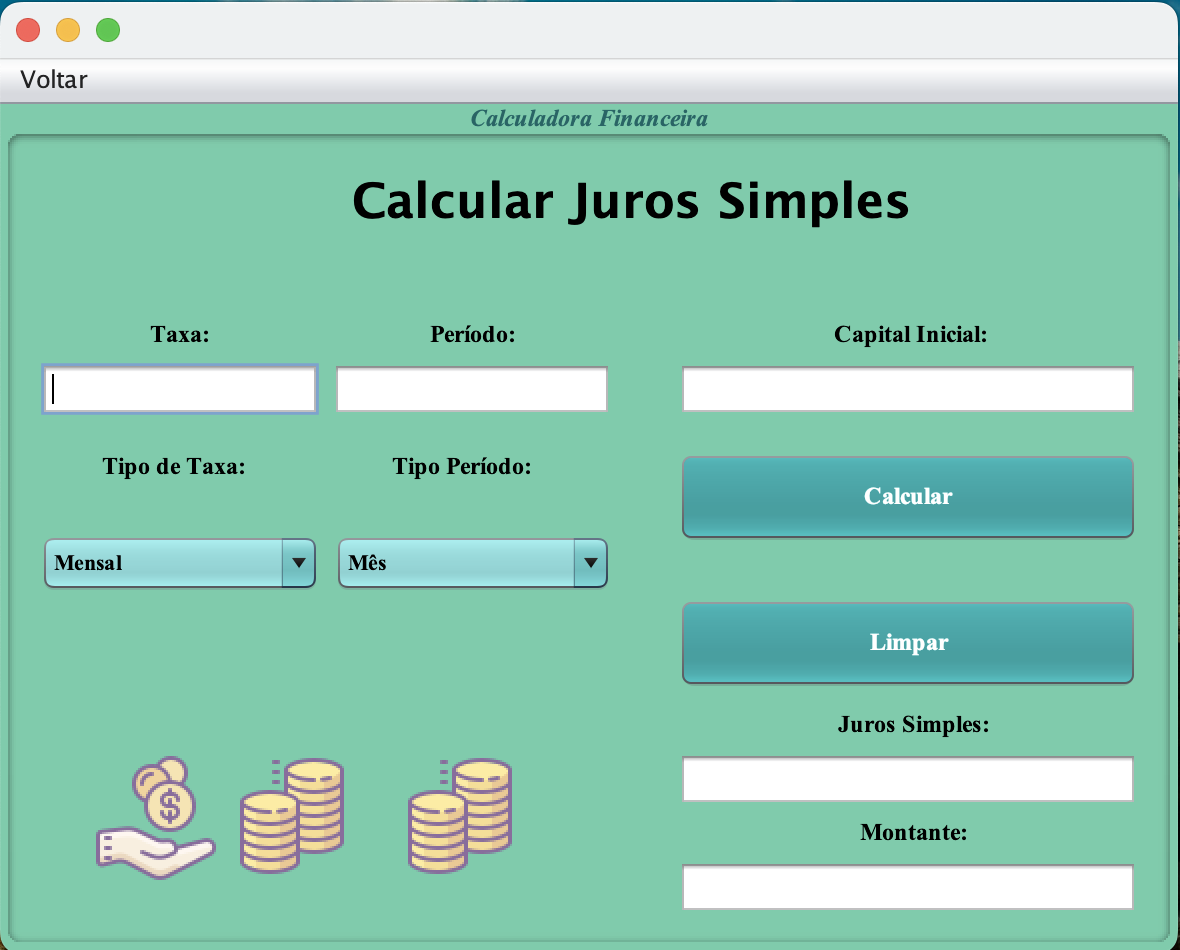 Voltar
Calculadora Financeira
Calcular Juros Simples
Taxa:
Período:
Capital Inicial:
Tipo de Taxa:
Tipo Período:
Calcular
Mensal
Mês
Limpar
Juros Simples:
$
Montante: